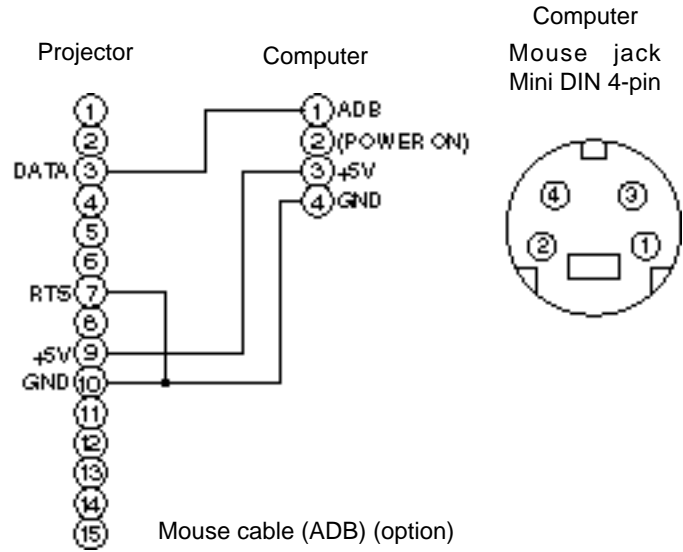 Computer
Mouse jack
Mini DIN 4-pin
Projector
Computer
1
2
DATA 3
4
5
6
RTS 7
8
+5V 9
GND 10
11
12
13
14
15
1 ADB
2 (POWER ON)
3 +5V
4 GND
4 3
2 1
Mouse cable (ADB) (option)